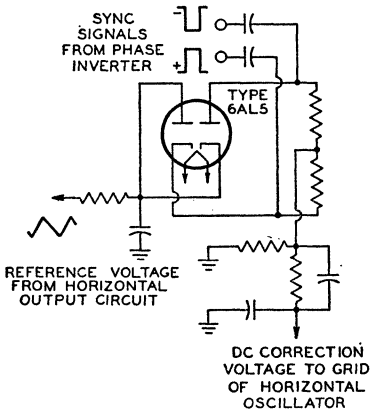 SYNC
SIGNALS
FROM PHASE
INVERTER
−
+
TYPE
6AL5
REFERENCE VOLTAGE
FROM HORIZONTAL
OUTPUT CIRCUIT
DC CORRECTION
VOLTAGE TO GRID
OF HORIZONTAL
OSCILLATOR